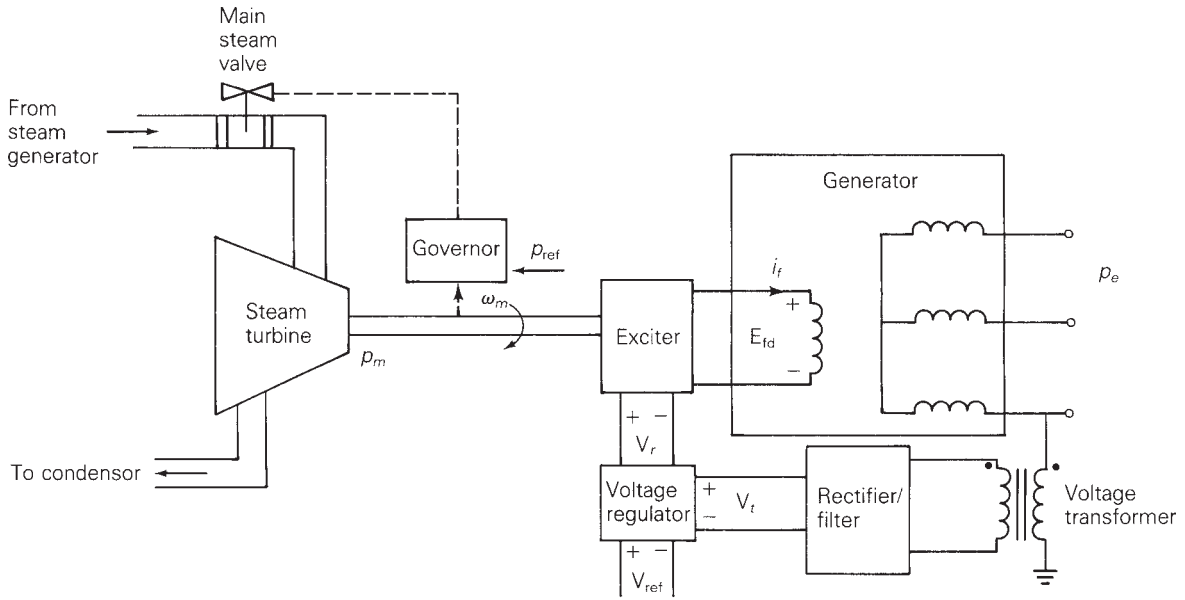 Main
steam
valve
From
steam
generator
Generator
Governor
p_ref
i_f
p_e
ω_m
+
Steam
turbine
Exciter
E_fd
p_m
−
+ −
V_r
To condensor
Voltage
regulator
+
V_t
−
Rectifier/
filter
Voltage
transformer
+ −
V_ref